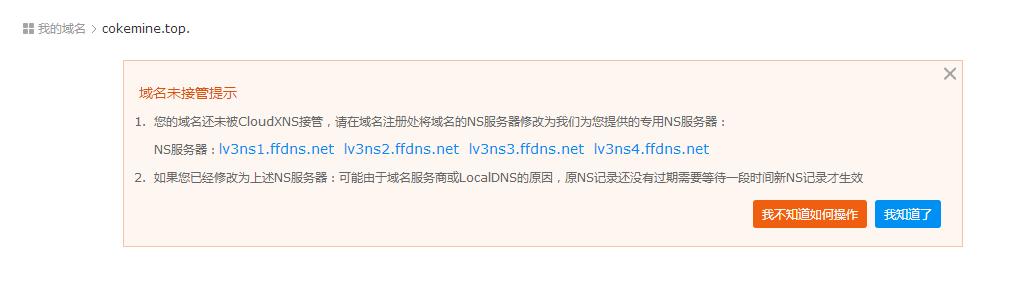 我的域名 > cokemine.top.
域名未接管提示
1. 您的域名还未被CloudXNS接管，请在域名注册处将域名的NS服务器修改为我们为您提供的专用NS服务器：
NS服务器：lv3ns1.ffdns.net lv3ns2.ffdns.net lv3ns3.ffdns.net lv3ns4.ffdns.net
2. 如果您已经修改为上述NS服务器：可能由于域名服务商或LocalDNS的原因，原NS记录还没有过期需要等待一段时间新NS记录才生效
我不知道如何操作 我知道了